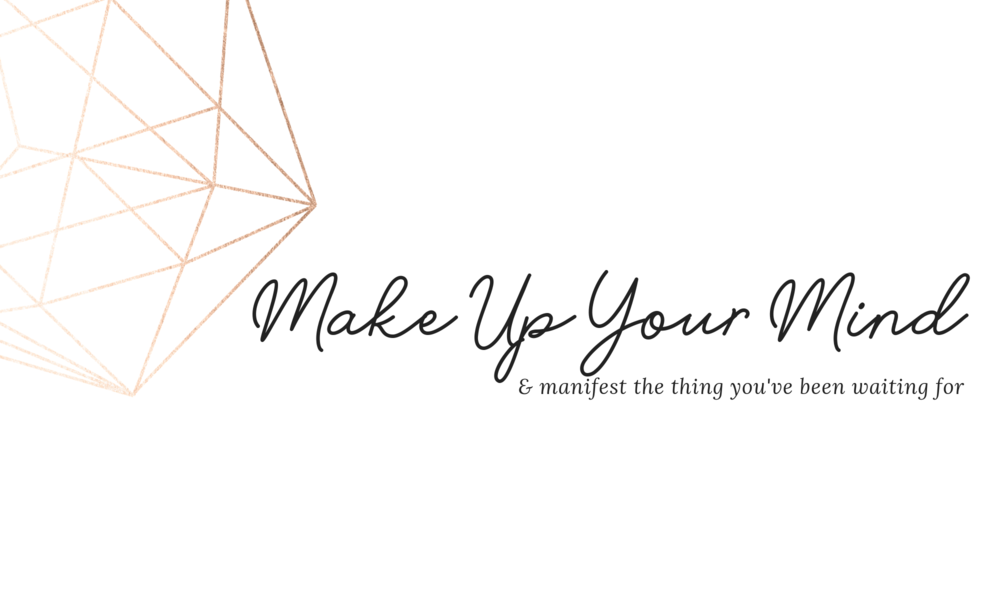 Make Up Your Mind
& manifest the thing you've been waiting for